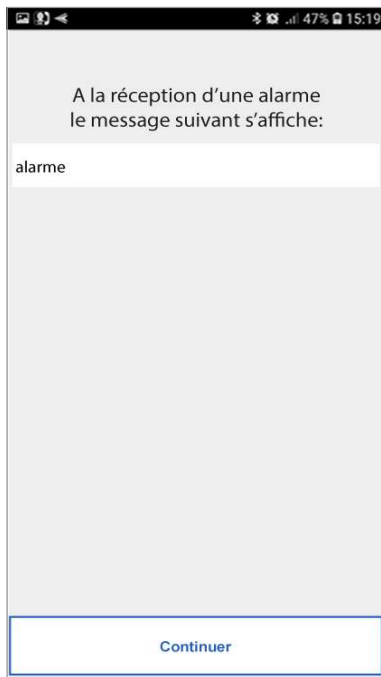 47% 15:19
A la réception d’une alarme
le message suivant s’affiche:
alarme
Continuer